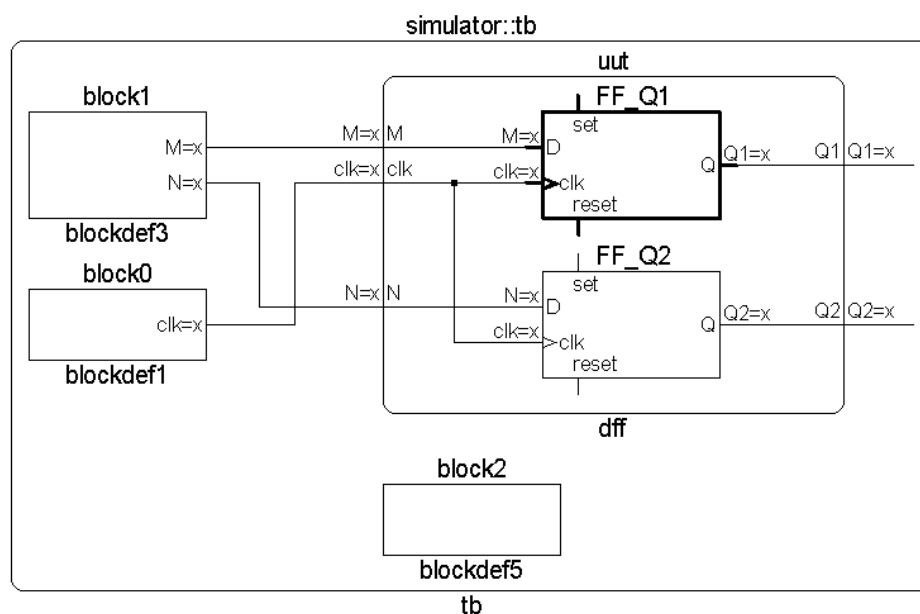 simulator::tb
uut
block1
FF_Q1
set
M=x
M=x M
M=x
D
Q
Q1=x
Q1
Q1=x
N=x
clk=x clk
clk=x
clk
reset
blockdef3
block0
FF_Q2
set
N=x N
N=x
D
Q
Q2=x
Q2
Q2=x
clk=x
clk=x
clk
reset
blockdef1
dff
block2
blockdef5
tb